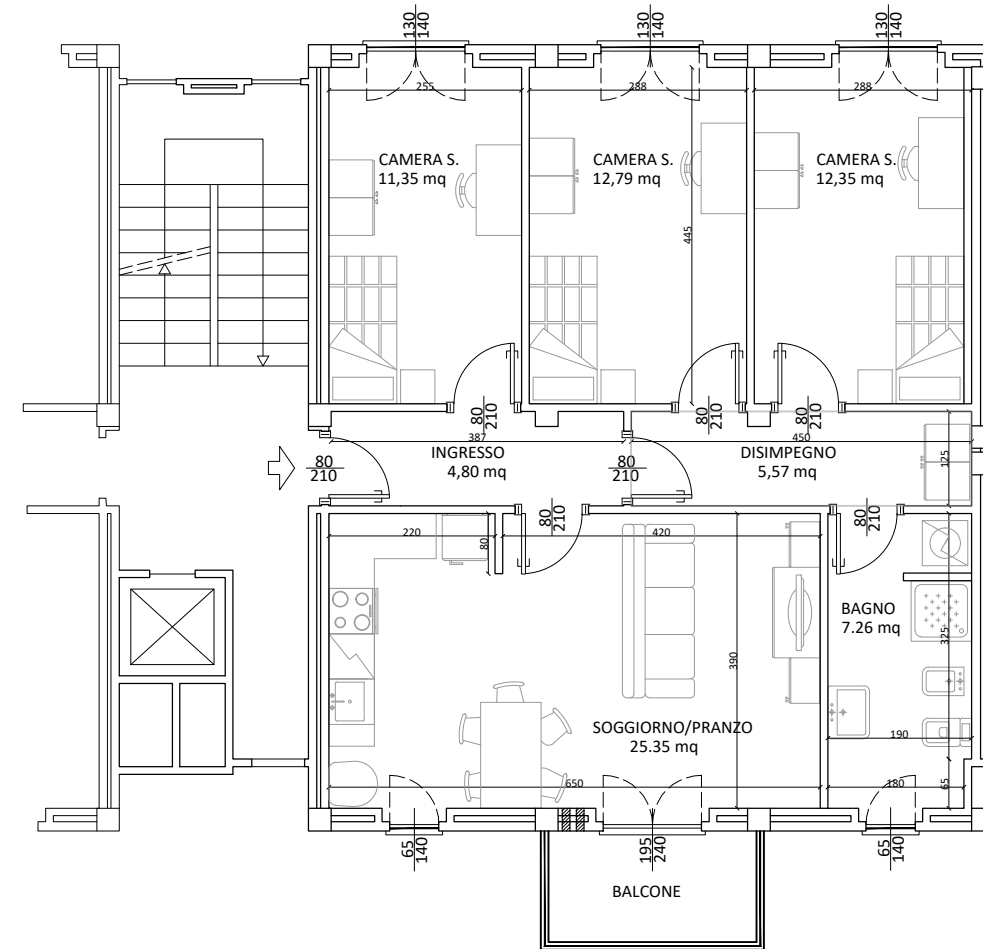 130
140
130
140
130
140
255
288
288
CAMERA S.
11,35 mq
CAMERA S.
12,79 mq
CAMERA S.
12,35 mq
445
80
210
80
210
80
210
387
450
INGRESSO
4,80 mq
DISIMPEGNO
5,57 mq
80
210
80
210
125
80
210
80
210
220
80
420
390
BAGNO
7.26 mq
325
SOGGIORNO/PRANZO
25.35 mq
190
650
180
65
65
140
195
240
65
140
BALCONE